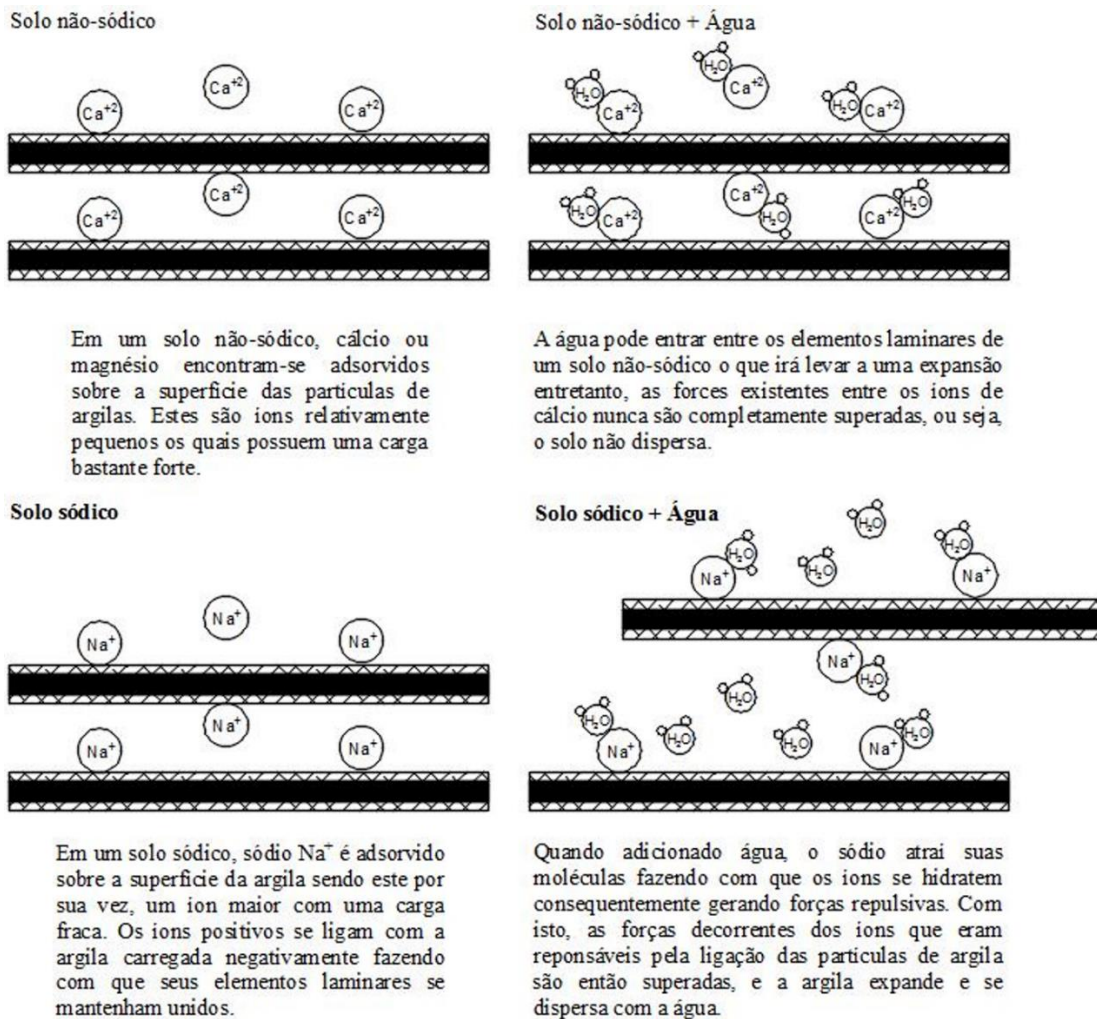 Solo não-sódico
Ca+2
Ca+2
Ca+2
Ca+2
Ca+2
Ca+2
Em um solo não-sódico, cálcio ou
magnésio encontram-se adsorvidos
sobre a superficie das partículas de
argilas. Estes são ions relativamente
pequenos os quais possuem uma carga
bastante forte.
Solo não-sódico + Água
H2O
Ca+2
H2O
Ca+2
H2O
Ca+2
Ca+2
H2O
H2O
Ca+2
Ca+2
H2O
A água pode entrar entre os elementos laminares de
um solo não-sódico o que irá levar a uma expansão
entretanto, as forces existentes entre os ions de
cálcio nunca são completamente superadas, ou seja,
o solo não dispersa.
Solo sódico
Na+
Na+
Na+
Na+
Na+
Na+
Em um solo sódico, sódio Na+ é adsorvido
sobre a superficie da argila sendo este por
sua vez, um ion maior com uma carga
fraca. Os ions positivos se ligam com a
argila carregada negativamente fazendo
com que seus elementos laminares se
mantenham unidos.
Solo sódico + Água
H2O
H2O
H2O
H2O
Na+
Na+
Na+
H2O
H2O
H2O
H2O
H2O
H2O
Na+
Na+
Quando adicionado água, o sódio atrai suas
moléculas fazendo com que os ions se hidratem
consequentemente gerando forças repulsivas. Com
isto, as forças decorrentes dos ions que eram
reponsáveis pela ligação das partículas de argila
são então superadas, e a argila expande e se
dispersa com a água.